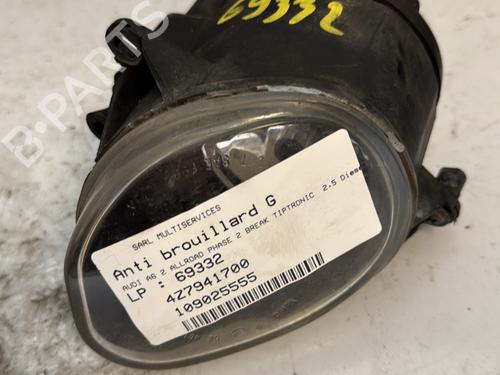 69332
B-PARTS
SARL MULTISERVICES
Anti brouillard G
AUDI A6 2 ALLROAD PHASE 2 BREAK TIPTRONIC 2.5 Diese
LP : 69332
4Z7941700
109025555